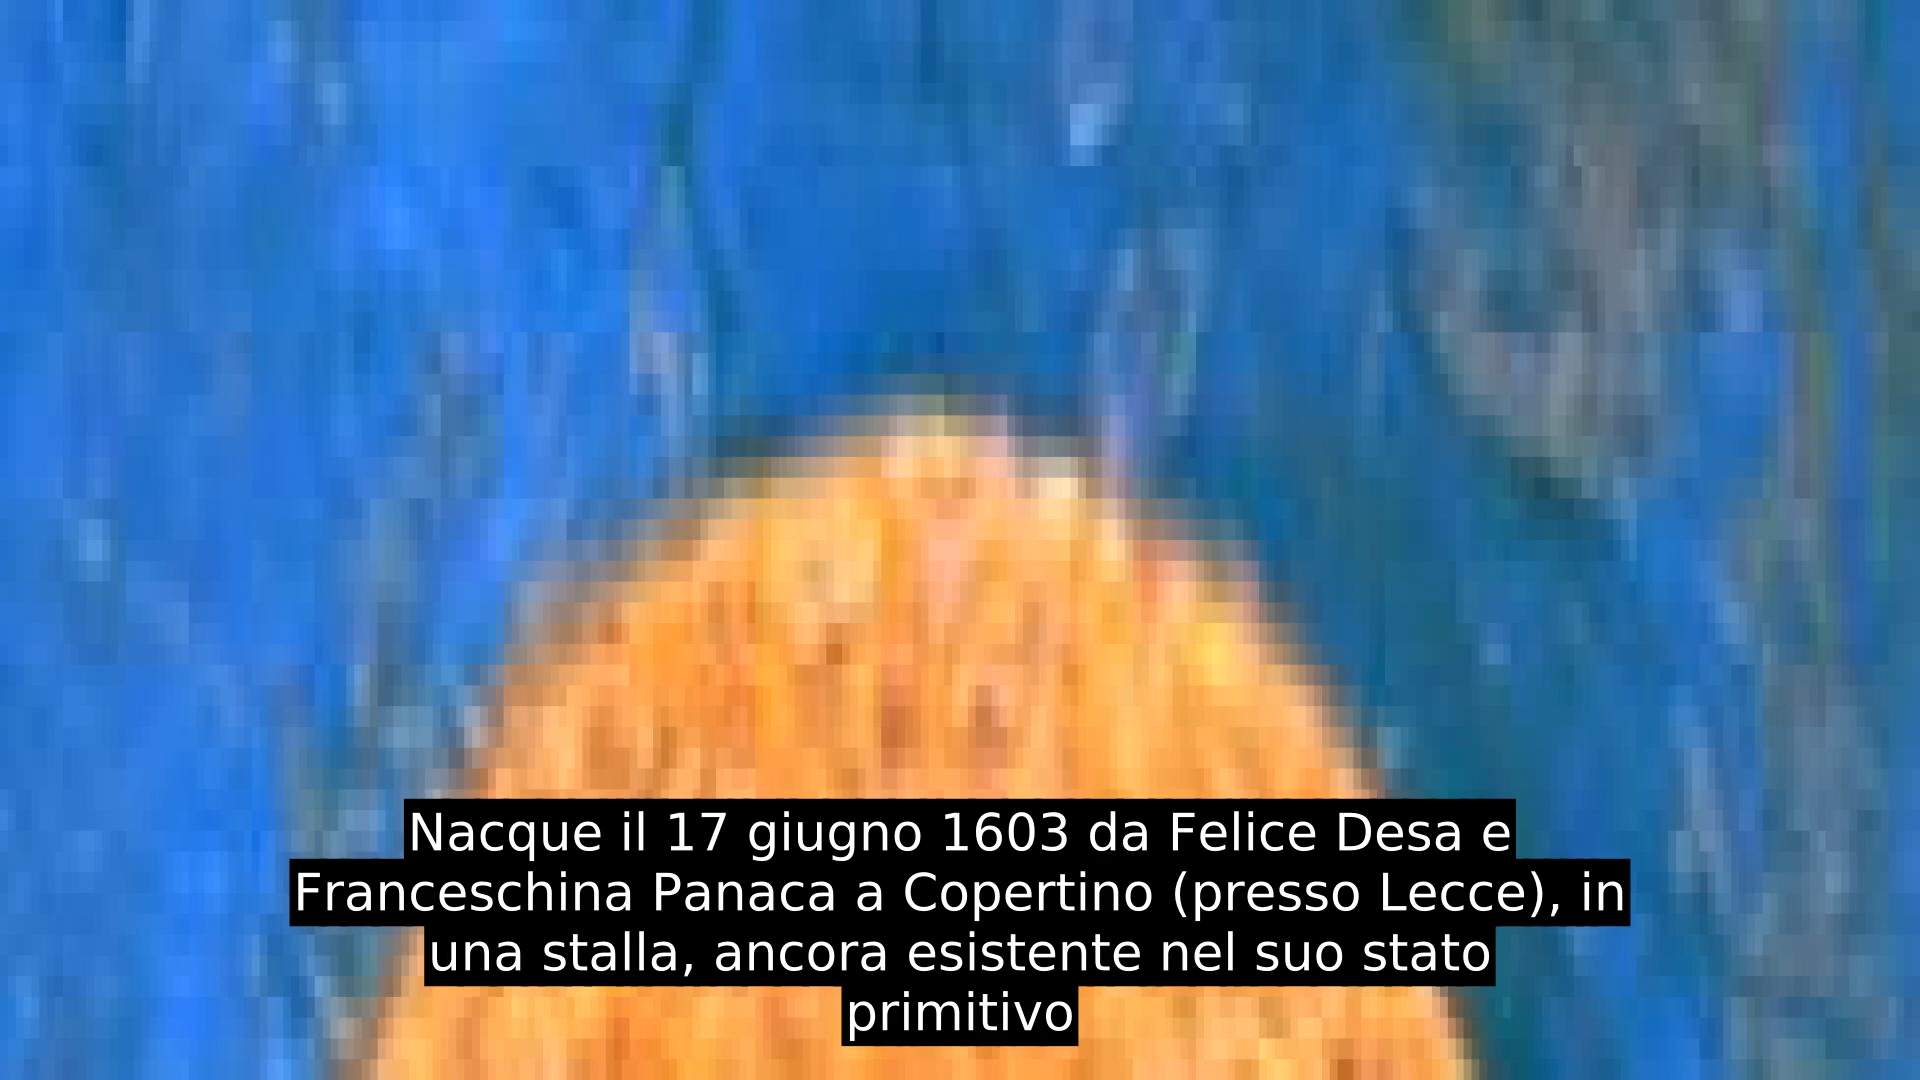 Nacque il 17 giugno 1603 da Felice Desa e
Franceschina Panaca a Copertino (presso Lecce), in
una stalla, ancora esistente nel suo stato
primitivo